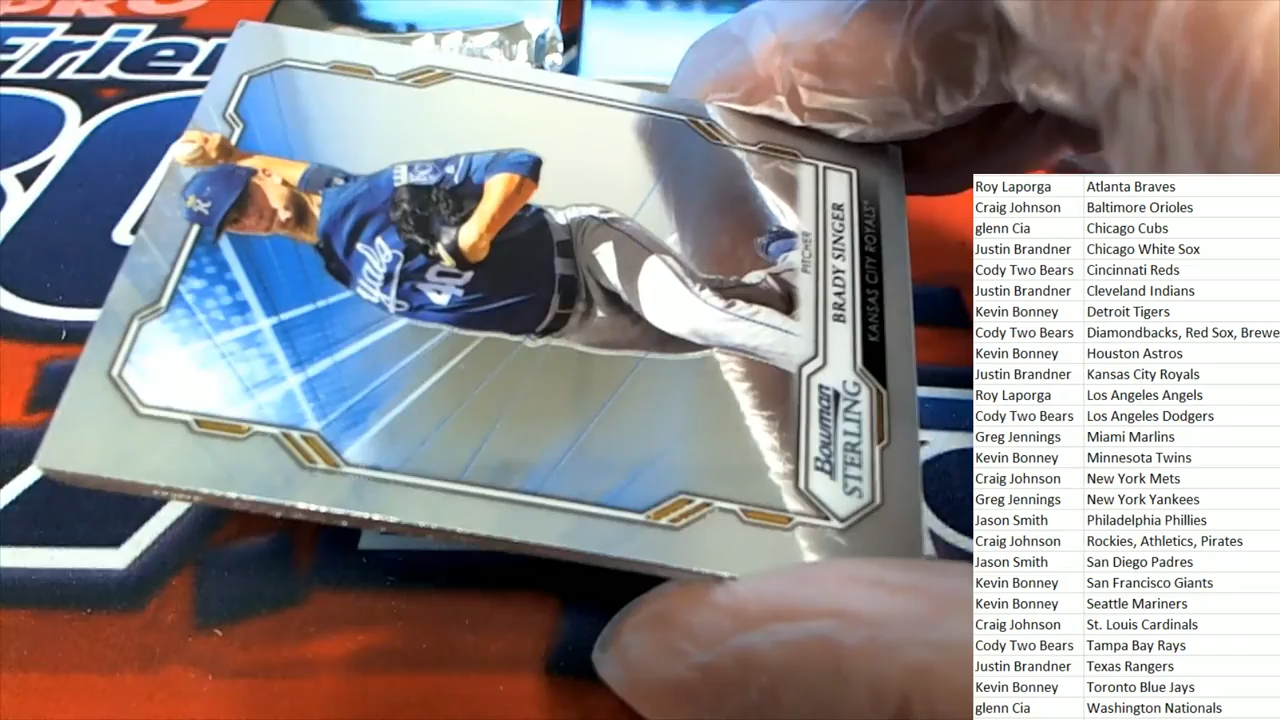 Frie
Royals
40
PITCHER
BRADY SINGER
KANSAS CITY ROYALS
Bowman
STERLING
Roy Laporga Atlanta Braves
Craig Johnson Baltimore Orioles
glenn Cia Chicago Cubs
Justin Brandner Chicago White Sox
Cody Two Bears Cincinnati Reds
Justin Brandner Cleveland Indians
Kevin Bonney Detroit Tigers
Cody Two Bears Diamondbacks, Red Sox, Brewe
Kevin Bonney Houston Astros
Justin Brandner Kansas City Royals
Roy Laporga Los Angeles Angels
Cody Two Bears Los Angeles Dodgers
Greg Jennings Miami Marlins
Kevin Bonney Minnesota Twins
Craig Johnson New York Mets
Greg Jennings New York Yankees
Jason Smith Philadelphia Phillies
Craig Johnson Rockies, Athletics, Pirates
Jason Smith San Diego Padres
Kevin Bonney San Francisco Giants
Kevin Bonney Seattle Mariners
Craig Johnson St. Louis Cardinals
Cody Two Bears Tampa Bay Rays
Justin Brandner Texas Rangers
Kevin Bonney Toronto Blue Jays
glenn Cia Washington Nationals